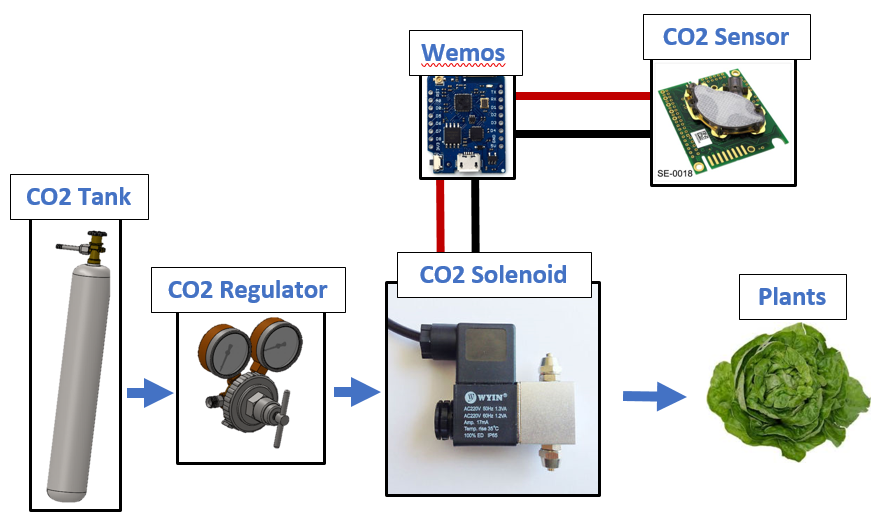 CO2 Sensor
Wemos
SE-0018
CO2 Tank
CO2 Regulator
CO2 Solenoid
Plants
WYIN®
AC220V 50Hz 1.3VA
AC220V 60Hz 1.2VA
Amp. 17mA
Temp. rise 35°C
100% ED IP65